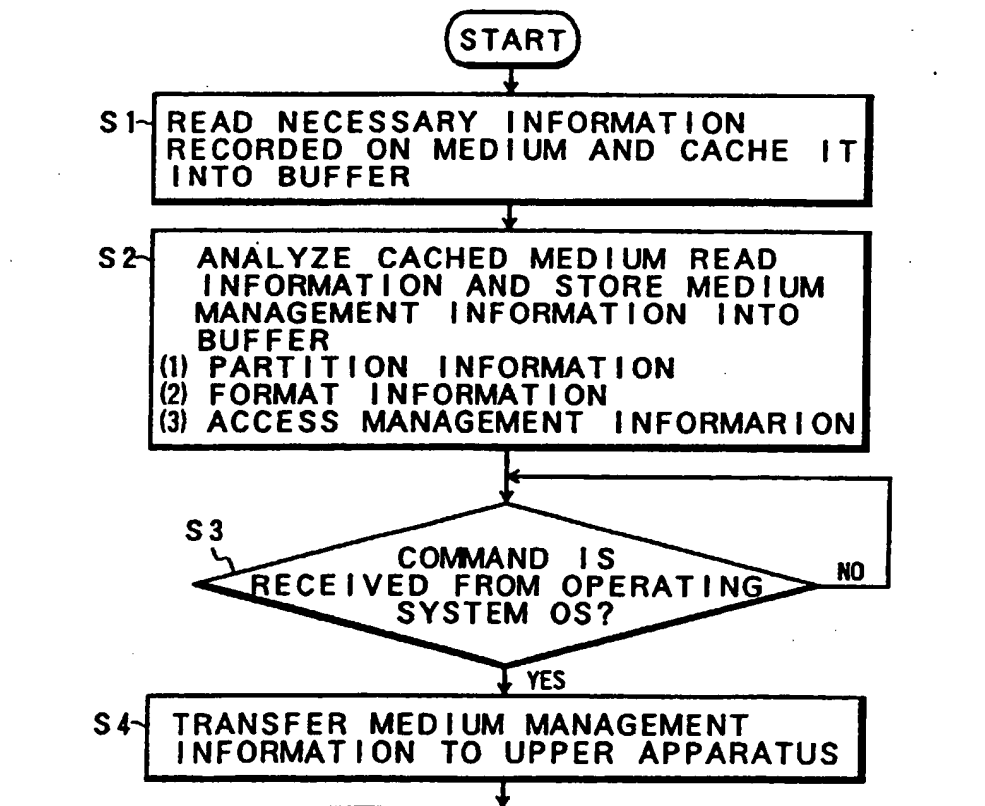 START
S1 READ NECESSARY INFORMATION
RECORDED ON MEDIUM AND CACHE IT
INTO BUFFER
S2 ANALYZE CACHED MEDIUM READ
INFORMATION AND STORE MEDIUM
MANAGEMENT INFORMATION INTO
BUFFER
(1) PARTITION INFORMATION
(2) FORMAT INFORMATION
(3) ACCESS MANAGEMENT INFORMARION
S3
COMMAND IS
RECEIVED FROM OPERATING
SYSTEM OS?
NO
YES
S4 TRANSFER MEDIUM MANAGEMENT
INFORMATION TO UPPER APPARATUS